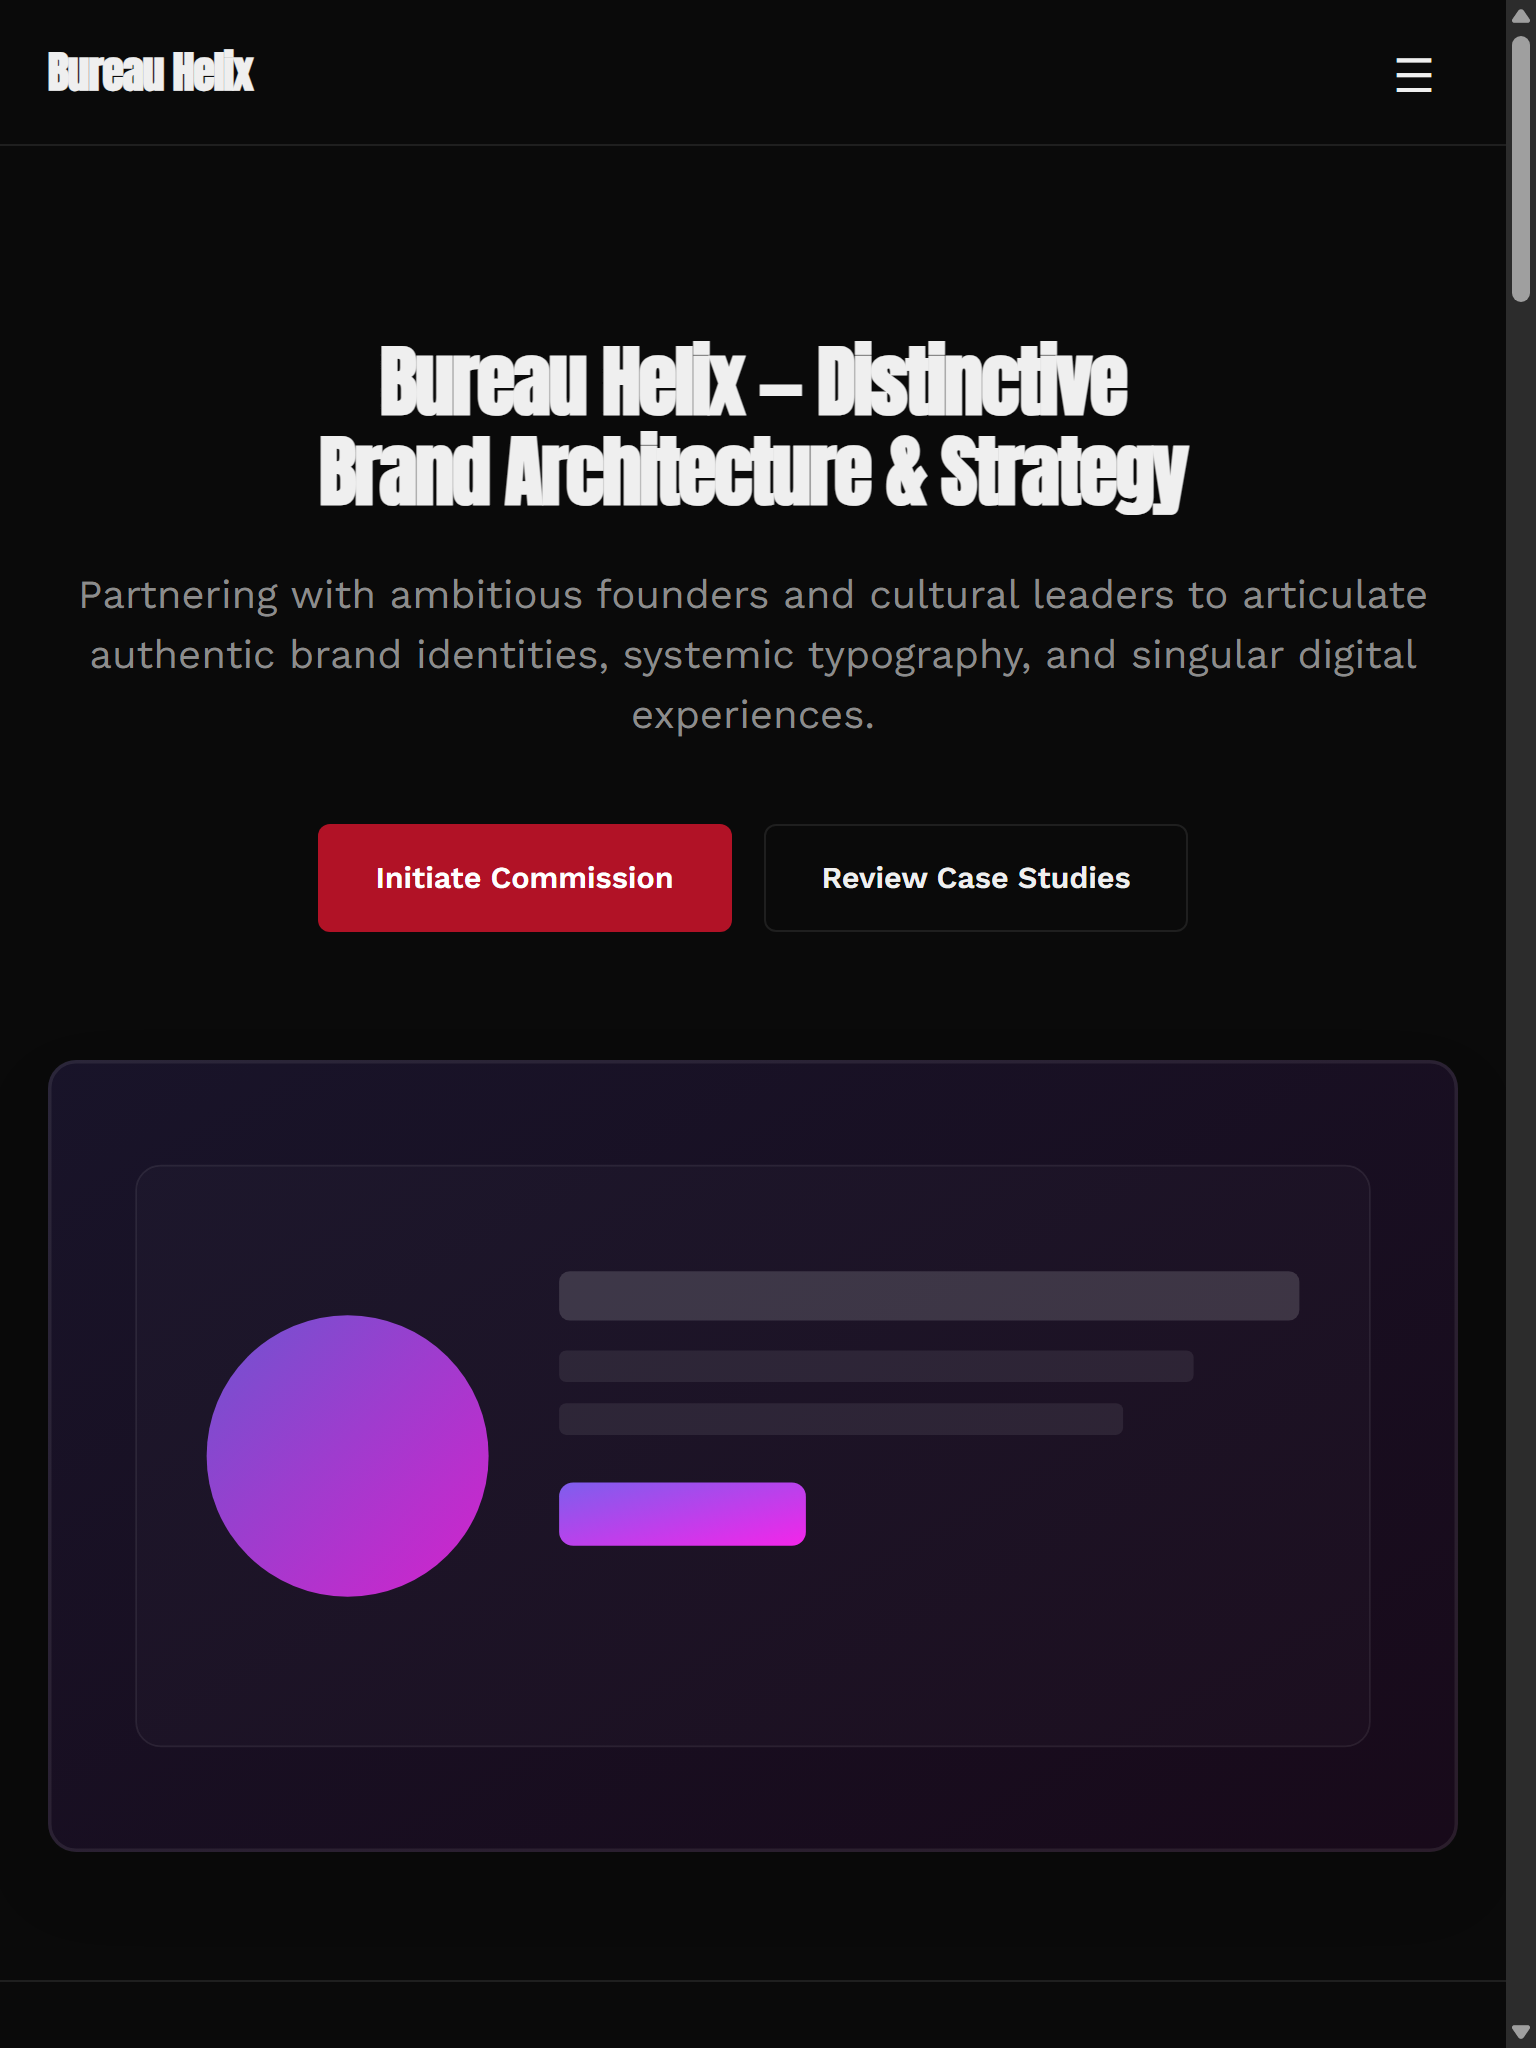 Bureau Helix
Bureau Helix – Distinctive
Brand Architecture & Strategy
Partnering with ambitious founders and cultural leaders to articulate
authentic brand identities, systemic typography, and singular digital
experiences.
Initiate Commission
Review Case Studies